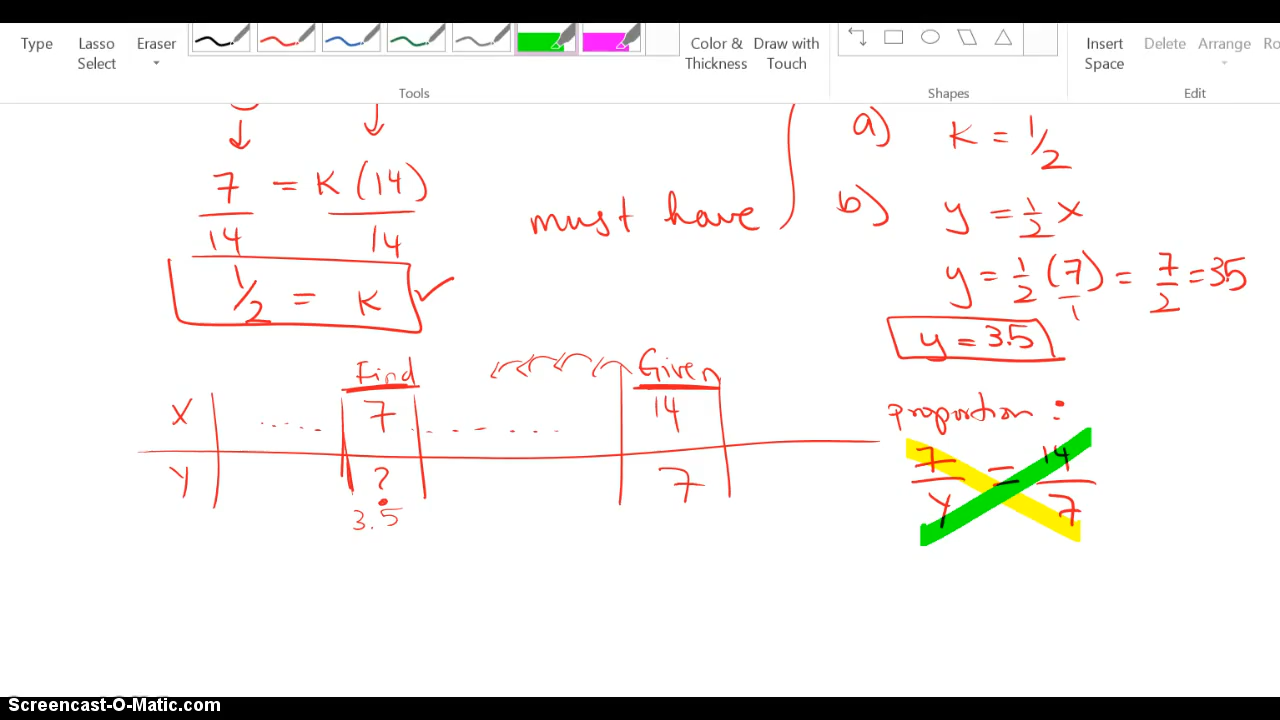 Type Lasso Select Eraser Color & Thickness Draw with Touch Insert Space Delete Arrange Ro
Tools Shapes Edit
7 = K (14)
14 14
1/2 = K ✓
must have
a) K = 1/2
b) y = 1/2 x
y = 1/2 (7)/1 = 7/2 = 3.5
y = 3.5
Find Given
X ..... 7 ....... 14
Y ? 7
3.5
proportion :
7/y = 14/7
Screencast-O-Matic.com